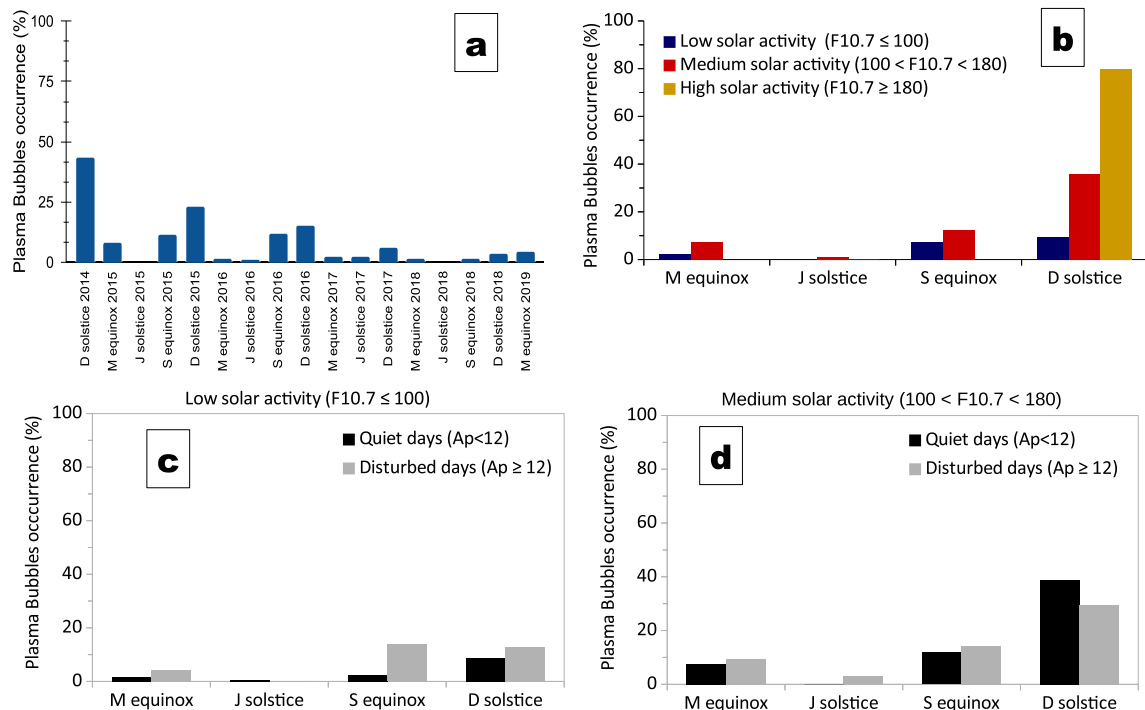 a
Plasma Bubbles occurrence (%)
100
50
25
0
D solstice 2014
M equinox 2015
J solstice 2015
S equinox 2015
D solstice 2015
M equinox 2016
J solstice 2016
S equinox 2016
D solstice 2016
M equinox 2017
J solstice 2017
S equinox 2017
D solstice 2017
M equinox 2018
J solstice 2018
S equinox 2018
D solstice 2018
M equinox 2019
b
Plasma Bubbles occurrence (%)
100
80
60
40
20
0
Low solar activity (F10.7 ≤ 100)
Medium solar activity (100 < F10.7 < 180)
High solar activity (F10.7 ≥ 180)
M equinox
J solstice
S equinox
D solstice
Low solar activity (F10.7 ≤ 100)
c
Plasma Bubbles occcurrence (%)
100
80
60
40
20
0
Quiet days (Ap<12)
Disturbed days (Ap ≥ 12)
M equinox
J solstice
S equinox
D solstice
Medium solar activity (100 < F10.7 < 180)
d
Plasma Bubbles occurrence (%)
100
80
60
40
20
0
Quiet days (Ap<12)
Disturbed days (Ap ≥ 12)
M equinox
J solstice
S equinox
D solstice